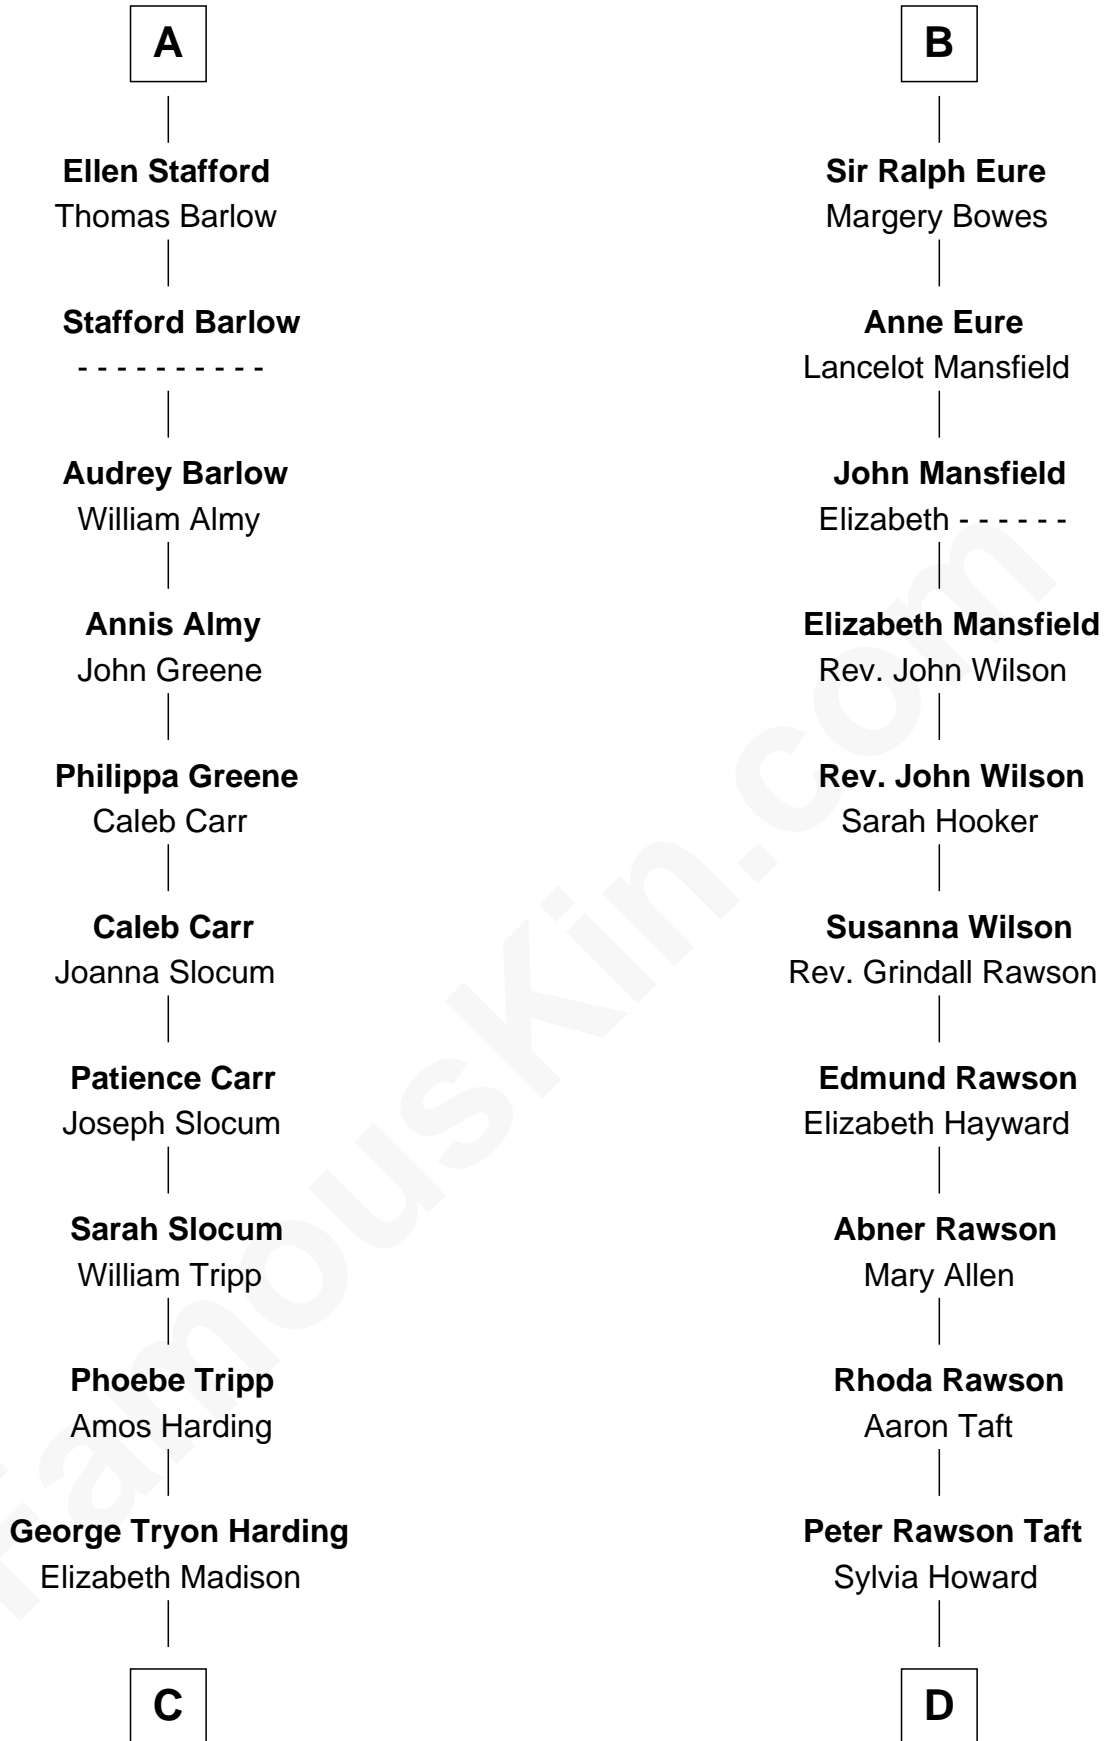 A
Ellen Stafford
Thomas Barlow
Stafford Barlow
- - - - - - - - - -
Audrey Barlow
William Almy
Annis Almy
John Greene
Philippa Greene
Caleb Carr
Caleb Carr
Joanna Slocum
Patience Carr
Joseph Slocum
Sarah Slocum
William Tripp
Phoebe Tripp
Amos Harding
George Tryon Harding
Elizabeth Madison
C
B
Sir Ralph Eure
Margery Bowes
Anne Eure
Lancelot Mansfield
John Mansfield
Elizabeth - - - - - -
Elizabeth Mansfield
Rev. John Wilson
Rev. John Wilson
Sarah Hooker
Susanna Wilson
Rev. Grindall Rawson
Edmund Rawson
Elizabeth Hayward
Abner Rawson
Mary Allen
Rhoda Rawson
Aaron Taft
Peter Rawson Taft
Sylvia Howard
D
FamousKin.com